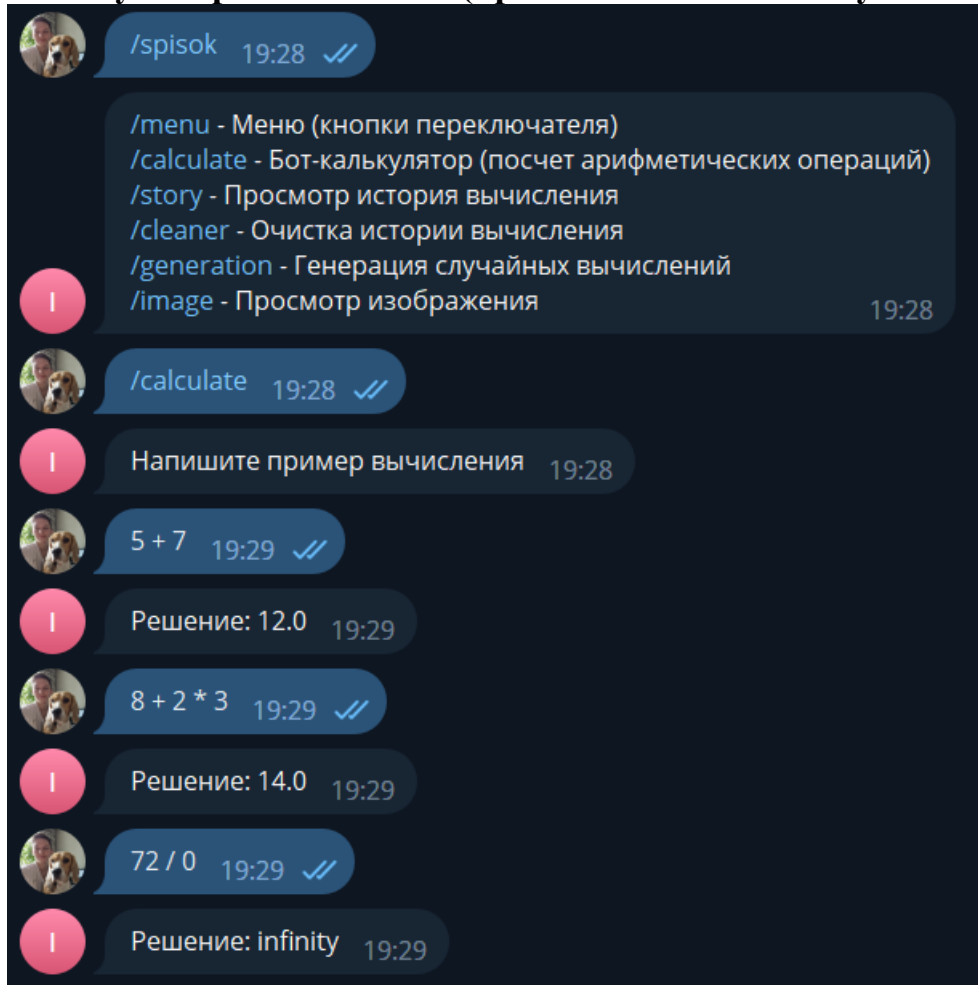 /spisok 19:28
/menu - Меню (кнопки переключателя)
/calculate - Бот-калькулятор (посчет арифметических операций)
/story - Просмотр история вычисления
/cleaner - Очистка истории вычисления
/generation - Генерация случайных вычислений
/image - Просмотр изображения 19:28
I
/calculate 19:28
I
Напишите пример вычисления 19:28
5 + 7 19:29
I
Решение: 12.0 19:29
8 + 2 * 3 19:29
I
Решение: 14.0 19:29
72 / 0 19:29
I
Решение: infinity 19:29